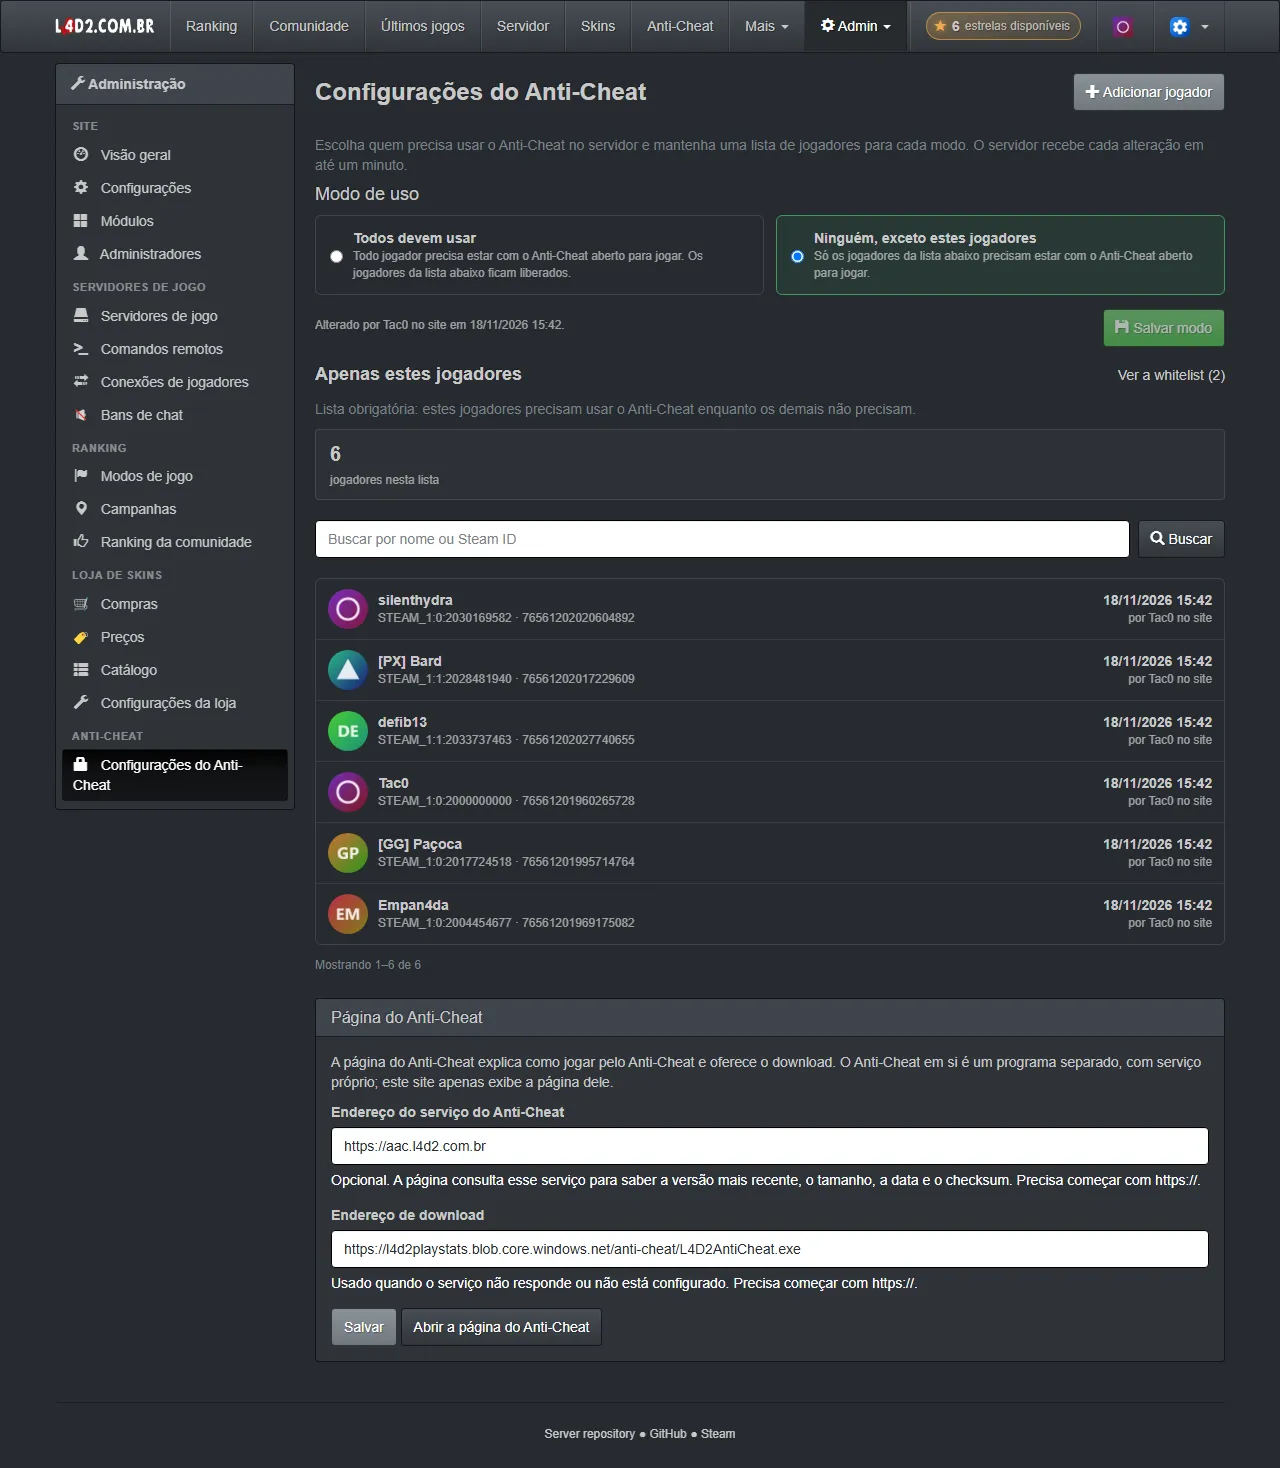 L4D2.COM.BR
Ranking
Comunidade
Últimos jogos
Servidor
Skins
Anti-Cheat
Mais
Admin
6 estrelas disponíveis
Administração
SITE
Visão geral
Configurações
Módulos
Administradores
SERVIDORES DE JOGO
Servidores de jogo
Comandos remotos
Conexões de jogadores
Bans de chat
RANKING
Modos de jogo
Campanhas
Ranking da comunidade
LOJA DE SKINS
Compras
Preços
Catálogo
Configurações da loja
ANTI-CHEAT
Configurações do Anti-
Cheat
Configurações do Anti-Cheat
Adicionar jogador
Escolha quem precisa usar o Anti-Cheat no servidor e mantenha uma lista de jogadores para cada modo. O servidor recebe cada alteração em
até um minuto.
Modo de uso
Todos devem usar
Todo jogador precisa estar com o Anti-Cheat aberto para jogar. Os
jogadores da lista abaixo ficam liberados.
Ninguém, exceto estes jogadores
Só os jogadores da lista abaixo precisam estar com o Anti-Cheat aberto
para jogar.
Alterado por Tac0 no site em 18/11/2026 15:42.
Salvar modo
Apenas estes jogadores
Ver a whitelist (2)
Lista obrigatória: estes jogadores precisam usar o Anti-Cheat enquanto os demais não precisam.
6
jogadores nesta lista
Buscar por nome ou Steam ID
Buscar
silenthydra
STEAM_1:0:2030169582 · 76561202020604892
18/11/2026 15:42
por Tac0 no site
[PX] Bard
STEAM_1:1:2028481940 · 76561202017229609
18/11/2026 15:42
por Tac0 no site
DE
defib13
STEAM_1:1:2033737463 · 76561202027740655
18/11/2026 15:42
por Tac0 no site
Tac0
STEAM_1:0:2000000000 · 76561201960265728
18/11/2026 15:42
por Tac0 no site
GP
[GG] Paçoca
STEAM_1:0:2017724518 · 76561201995714764
18/11/2026 15:42
por Tac0 no site
EM
Empan4da
STEAM_1:0:2004454677 · 76561201969175082
18/11/2026 15:42
por Tac0 no site
Mostrando 1–6 de 6
Página do Anti-Cheat
A página do Anti-Cheat explica como jogar pelo Anti-Cheat e oferece o download. O Anti-Cheat em si é um programa separado, com serviço
próprio; este site apenas exibe a página dele.
Endereço do serviço do Anti-Cheat
https://aac.l4d2.com.br
Opcional. A página consulta esse serviço para saber a versão mais recente, o tamanho, a data e o checksum. Precisa começar com https://.
Endereço de download
https://l4d2playstats.blob.core.windows.net/anti-cheat/L4D2AntiCheat.exe
Usado quando o serviço não responde ou não está configurado. Precisa começar com https://.
Salvar
Abrir a página do Anti-Cheat
Server repository ● GitHub ● Steam